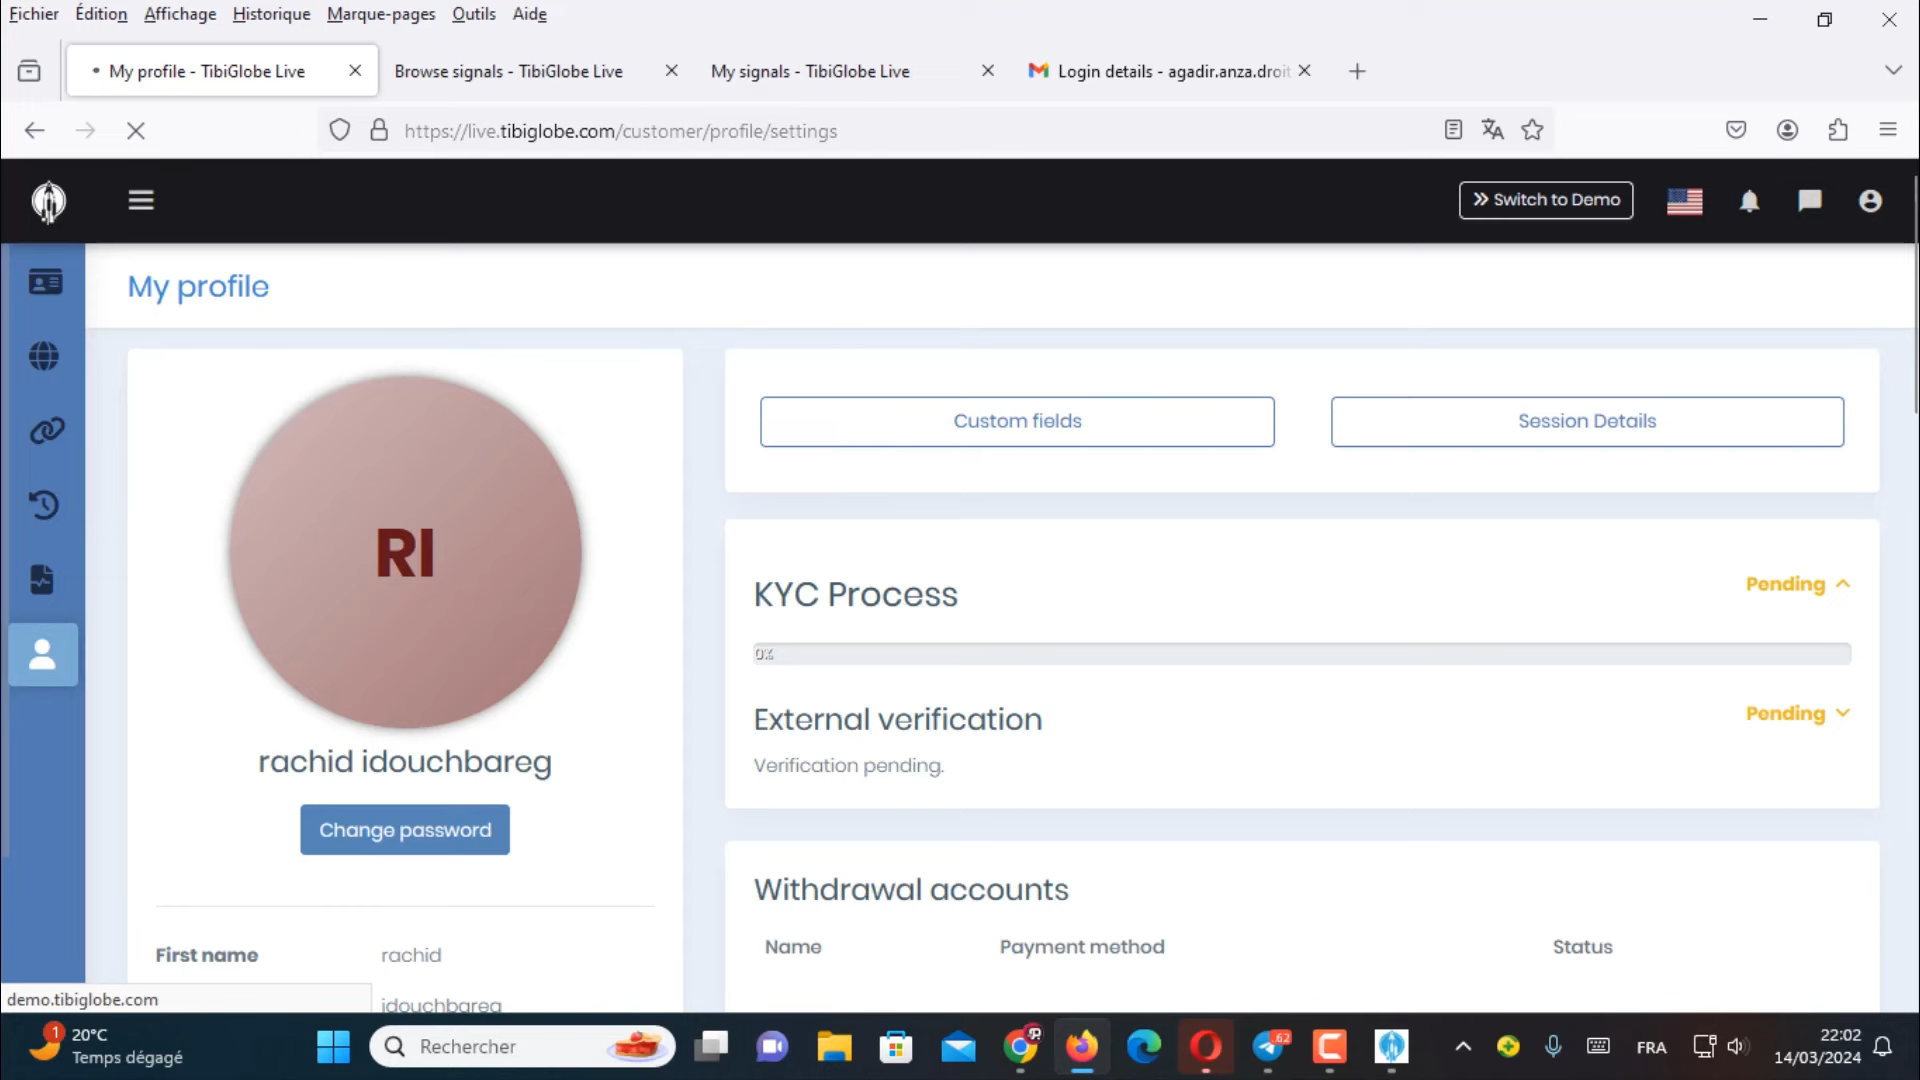 Fichier Édition Affichage Historique Marque-pages Outils Aide
My profile - TibiGlobe Live Browse signals - TibiGlobe Live My signals - TibiGlobe Live Login details - agadir.anza.droit
https://live.tibiglobe.com/customer/profile/settings
Switch to Demo
My profile
Custom fields Session Details
RI
KYC Process Pending
0%
External verification Pending
Verification pending.
rachid idouchbareg
Change password
Withdrawal accounts
Name Payment method Status
First name rachid
idouchbareg
demo.tibiglobe.com
1 20°C
Temps dégagé
Rechercher
62
FRA
22:02
14/03/2024